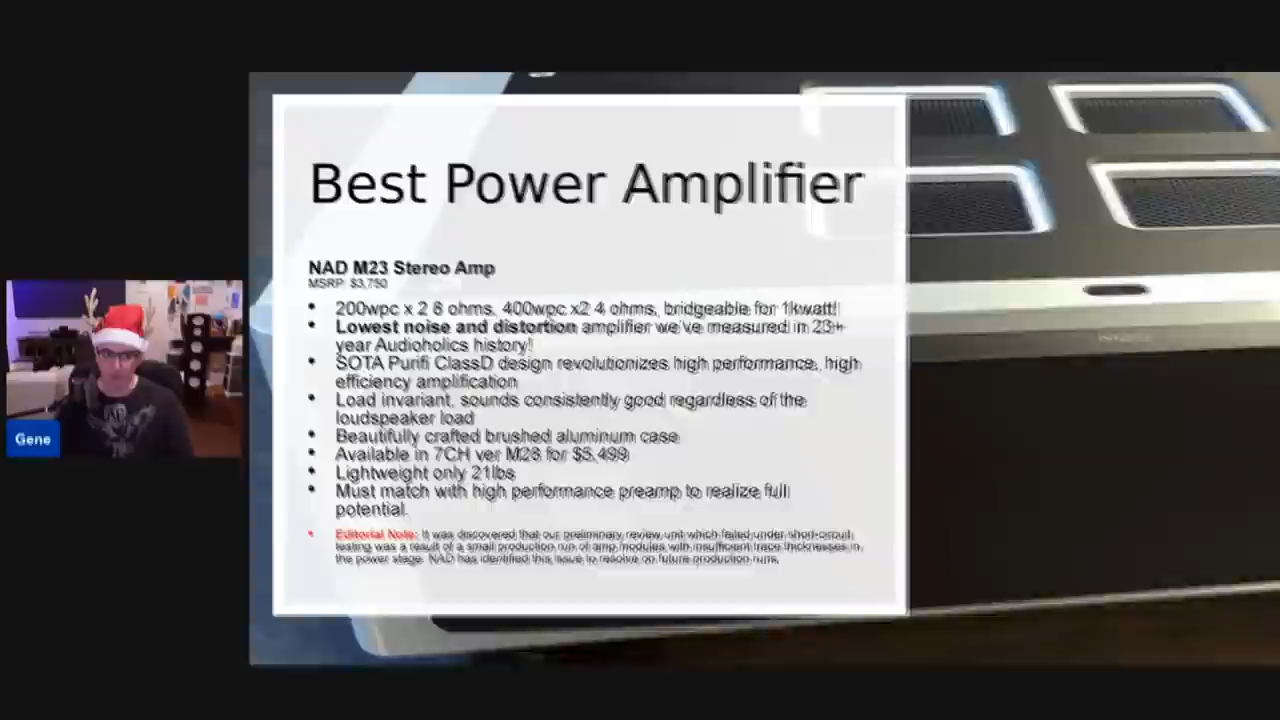 Best Power Amplifier
NAD M23 Stereo Amp
MSRP: $3,750
• 200wpc x 2 8 ohms, 400wpc x2 4 ohms, bridgeable for 1kwatt!
• Lowest noise and distortion amplifier we've measured in 23+
year Audioholics history!
• SOTA Purifi ClassD design revolutionizes high performance, high
efficiency amplification
• Load invariant, sounds consistently good regardless of the
loudspeaker load
• Beautifully crafted brushed aluminum case
• Available in 7CH ver M28 for $5,499
• Lightweight only 21lbs
• Must match with high performance preamp to realize full
potential.
• Editorial Note: It was discovered that our preliminary review unit which failed under short-circuit
testing was a result of a small production run of amp modules with insufficient trace thicknesses in
the power stage. NAD has identified this issue to resolve on future production runs.
Gene